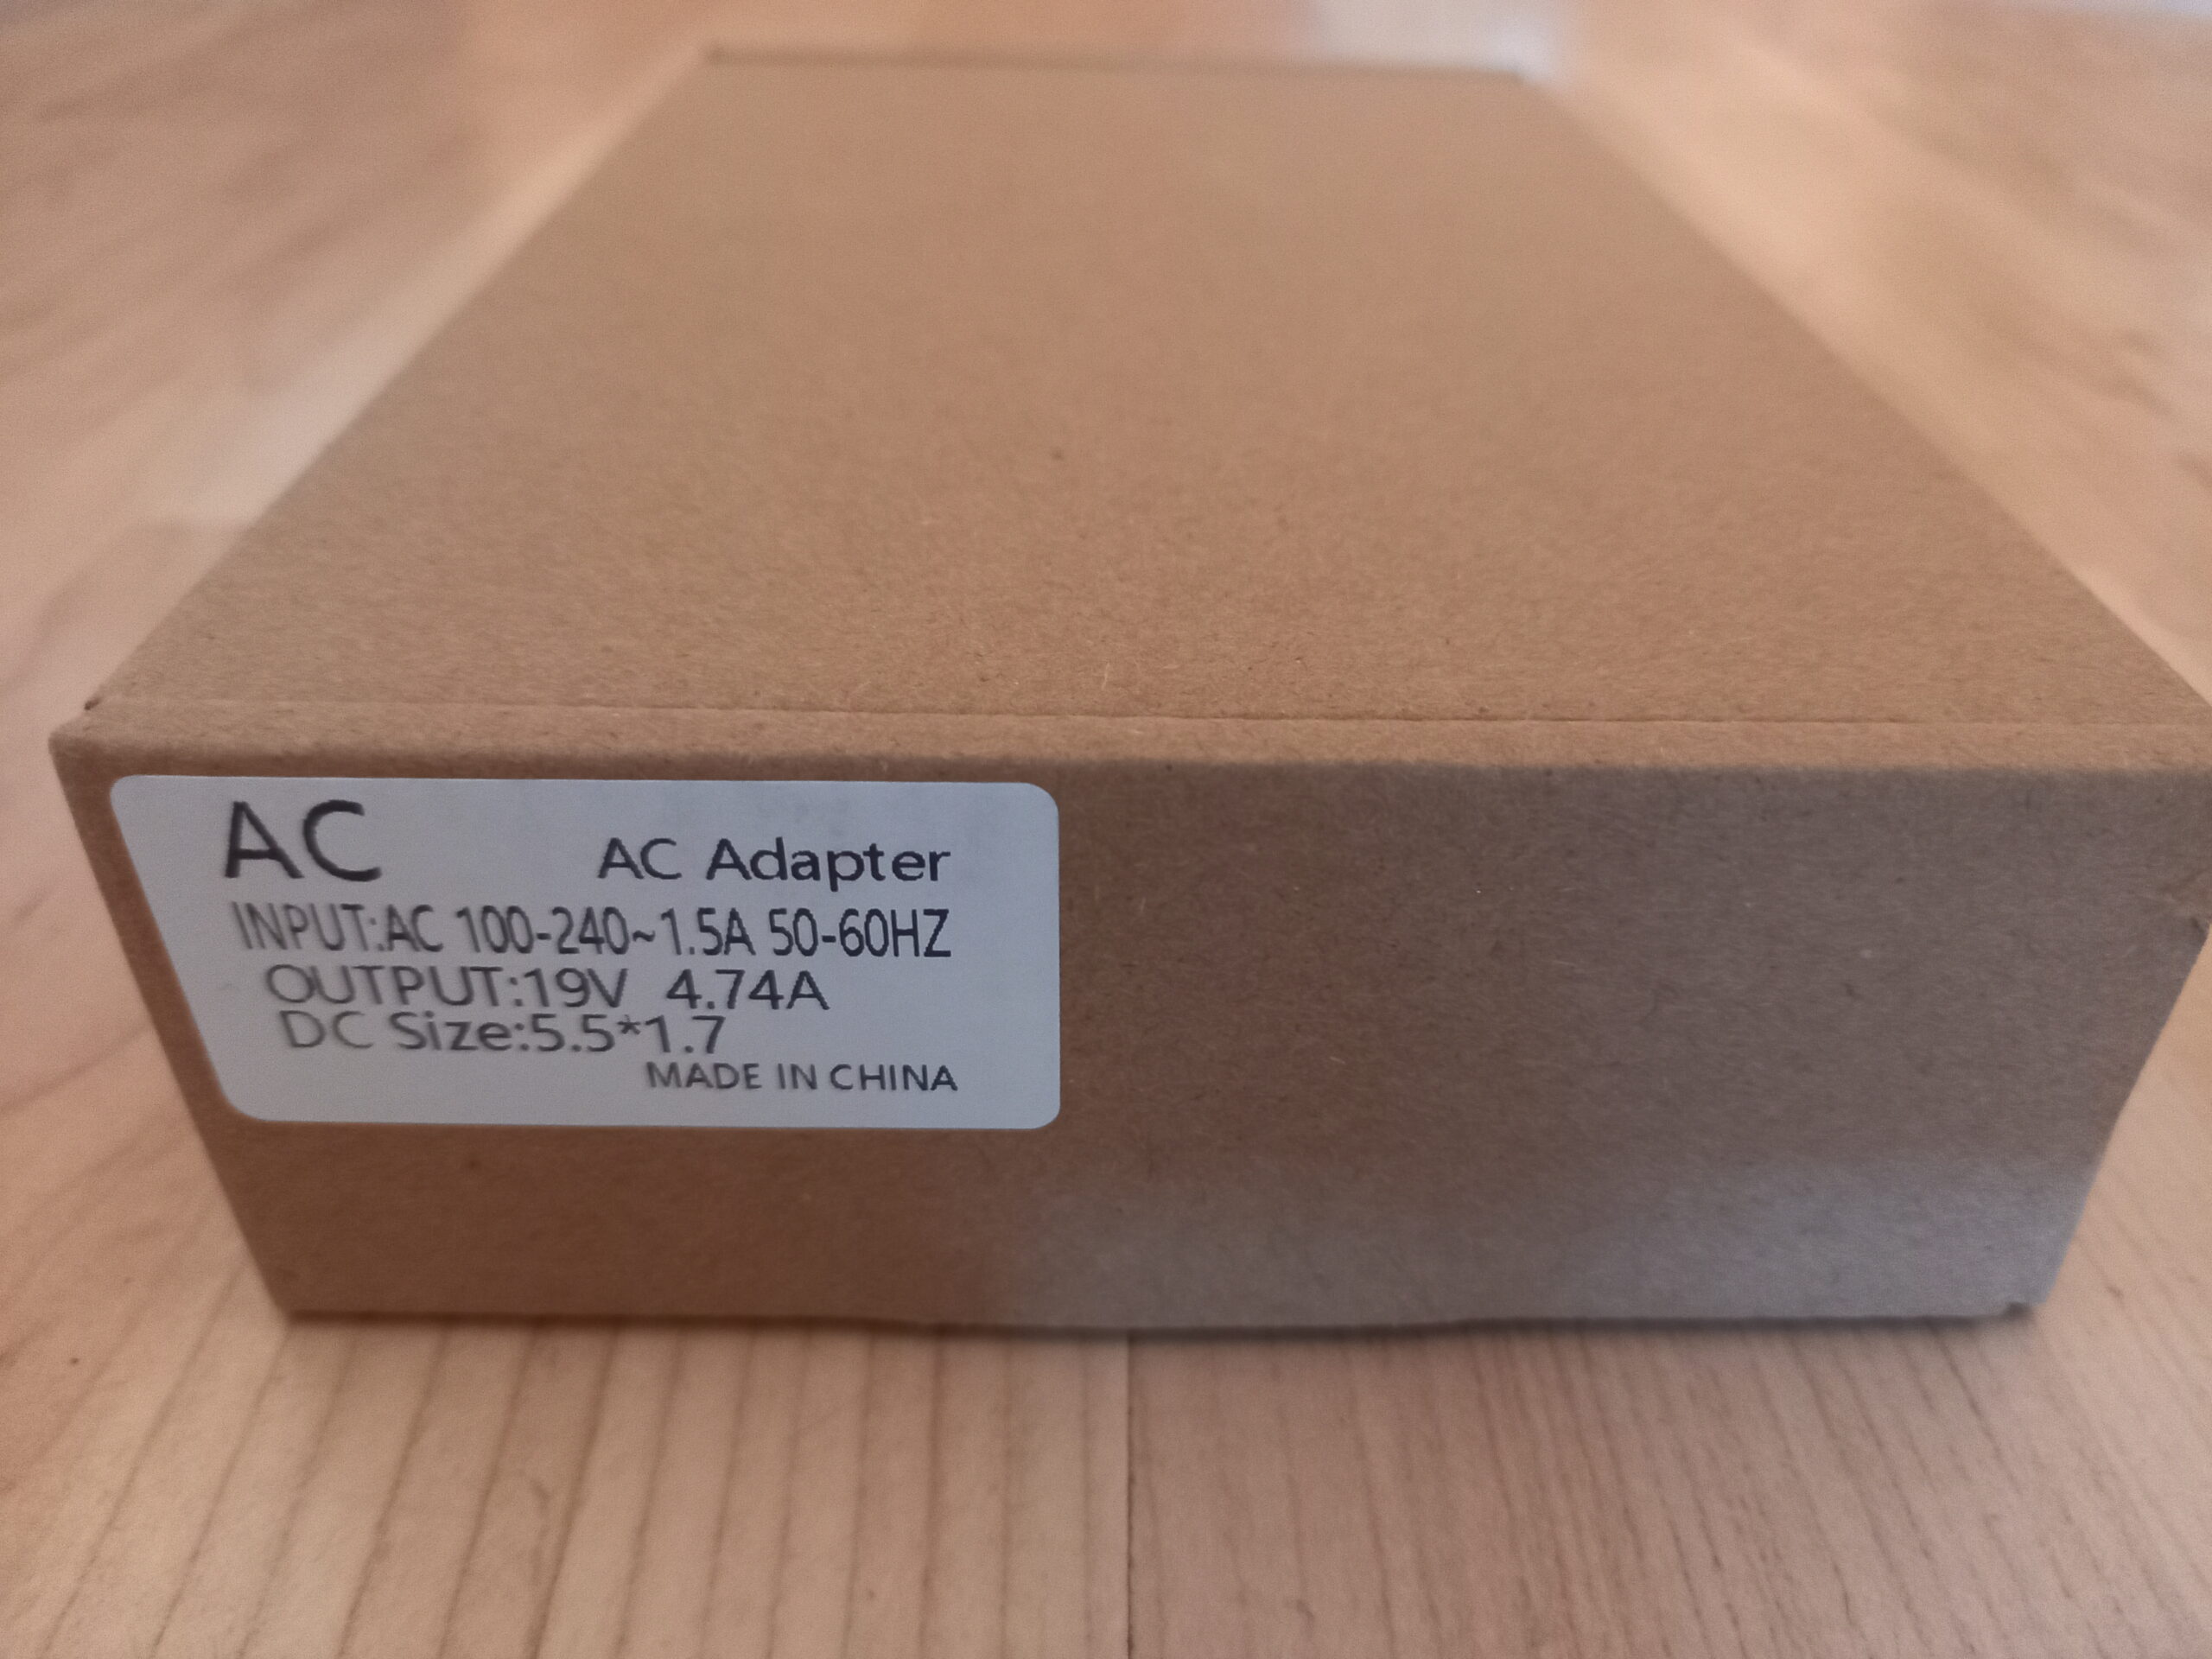 AC AC Adapter
INPUT:AC 100-240~1.5A 50-60HZ
OUTPUT:19V 4.74A
DC Size:5.5*1.7
MADE IN CHINA